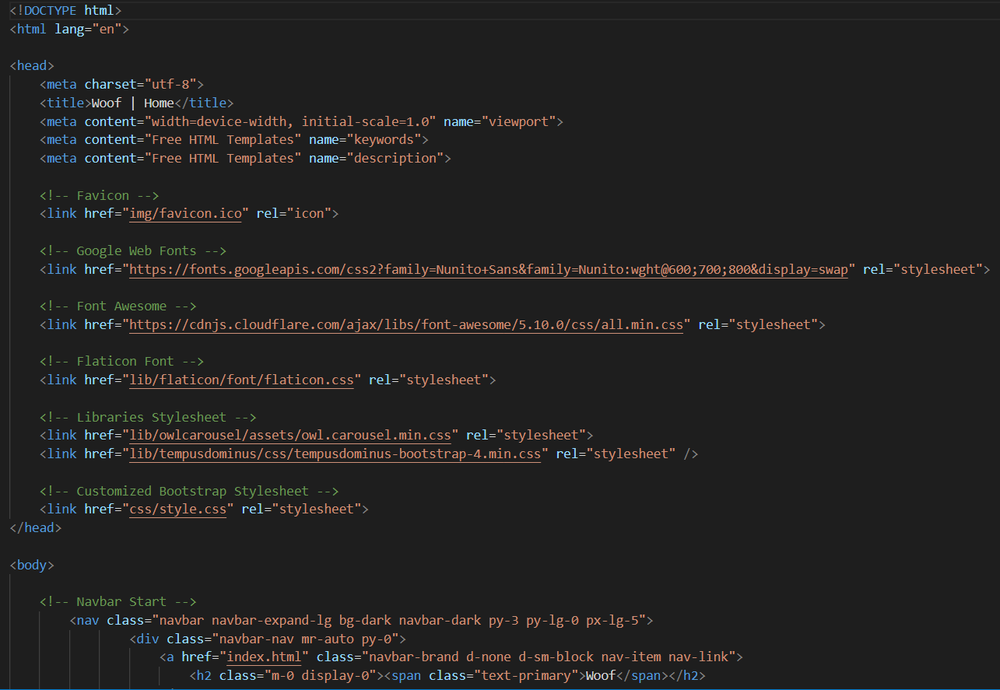 <!DOCTYPE html>
<html lang="en">
<head>
<meta charset="utf-8">
<title>Woof | Home</title>
<meta content="width=device-width, initial-scale=1.0" name="viewport">
<meta content="Free HTML Templates" name="keywords">
<meta content="Free HTML Templates" name="description">
<!-- Favicon -->
<link href="img/favicon.ico" rel="icon">
<!-- Google Web Fonts -->
<link href="https://fonts.googleapis.com/css2?family=Nunito+Sans&family=Nunito:wght@600;700;800&display=swap" rel="stylesheet">
<!-- Font Awesome -->
<link href="https://cdnjs.cloudflare.com/ajax/libs/font-awesome/5.10.0/css/all.min.css" rel="stylesheet">
<!-- Flaticon Font -->
<link href="lib/flaticon/font/flaticon.css" rel="stylesheet">
<!-- Libraries Stylesheet -->
<link href="lib/owlcarousel/assets/owl.carousel.min.css" rel="stylesheet">
<link href="lib/tempusdominus/css/tempusdominus-bootstrap-4.min.css" rel="stylesheet" />
<!-- Customized Bootstrap Stylesheet -->
<link href="css/style.css" rel="stylesheet">
</head>
<body>
<!-- Navbar Start -->
<nav class="navbar navbar-expand-lg bg-dark navbar-dark py-3 py-lg-0 px-lg-5">
<div class="navbar-nav mr-auto py-0">
<a href="index.html" class="navbar-brand d-none d-sm-block nav-item nav-link">
<h2 class="m-0 display-0"><span class="text-primary">Woof</span></h2>